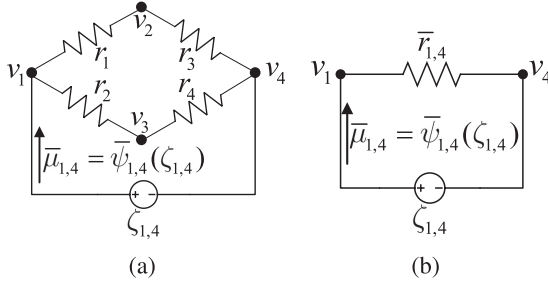 v₂
r₁
r₃
v₁
v₄
r₂
r₄
v₃
μ̅₁,₄ = ψ̅₁,₄(ζ₁,₄)
+ -
ζ₁,₄
(a)
r̅₁,₄
v₁
v₄
μ̅₁,₄ = ψ̅₁,₄(ζ₁,₄)
+ -
ζ₁,₄
(b)